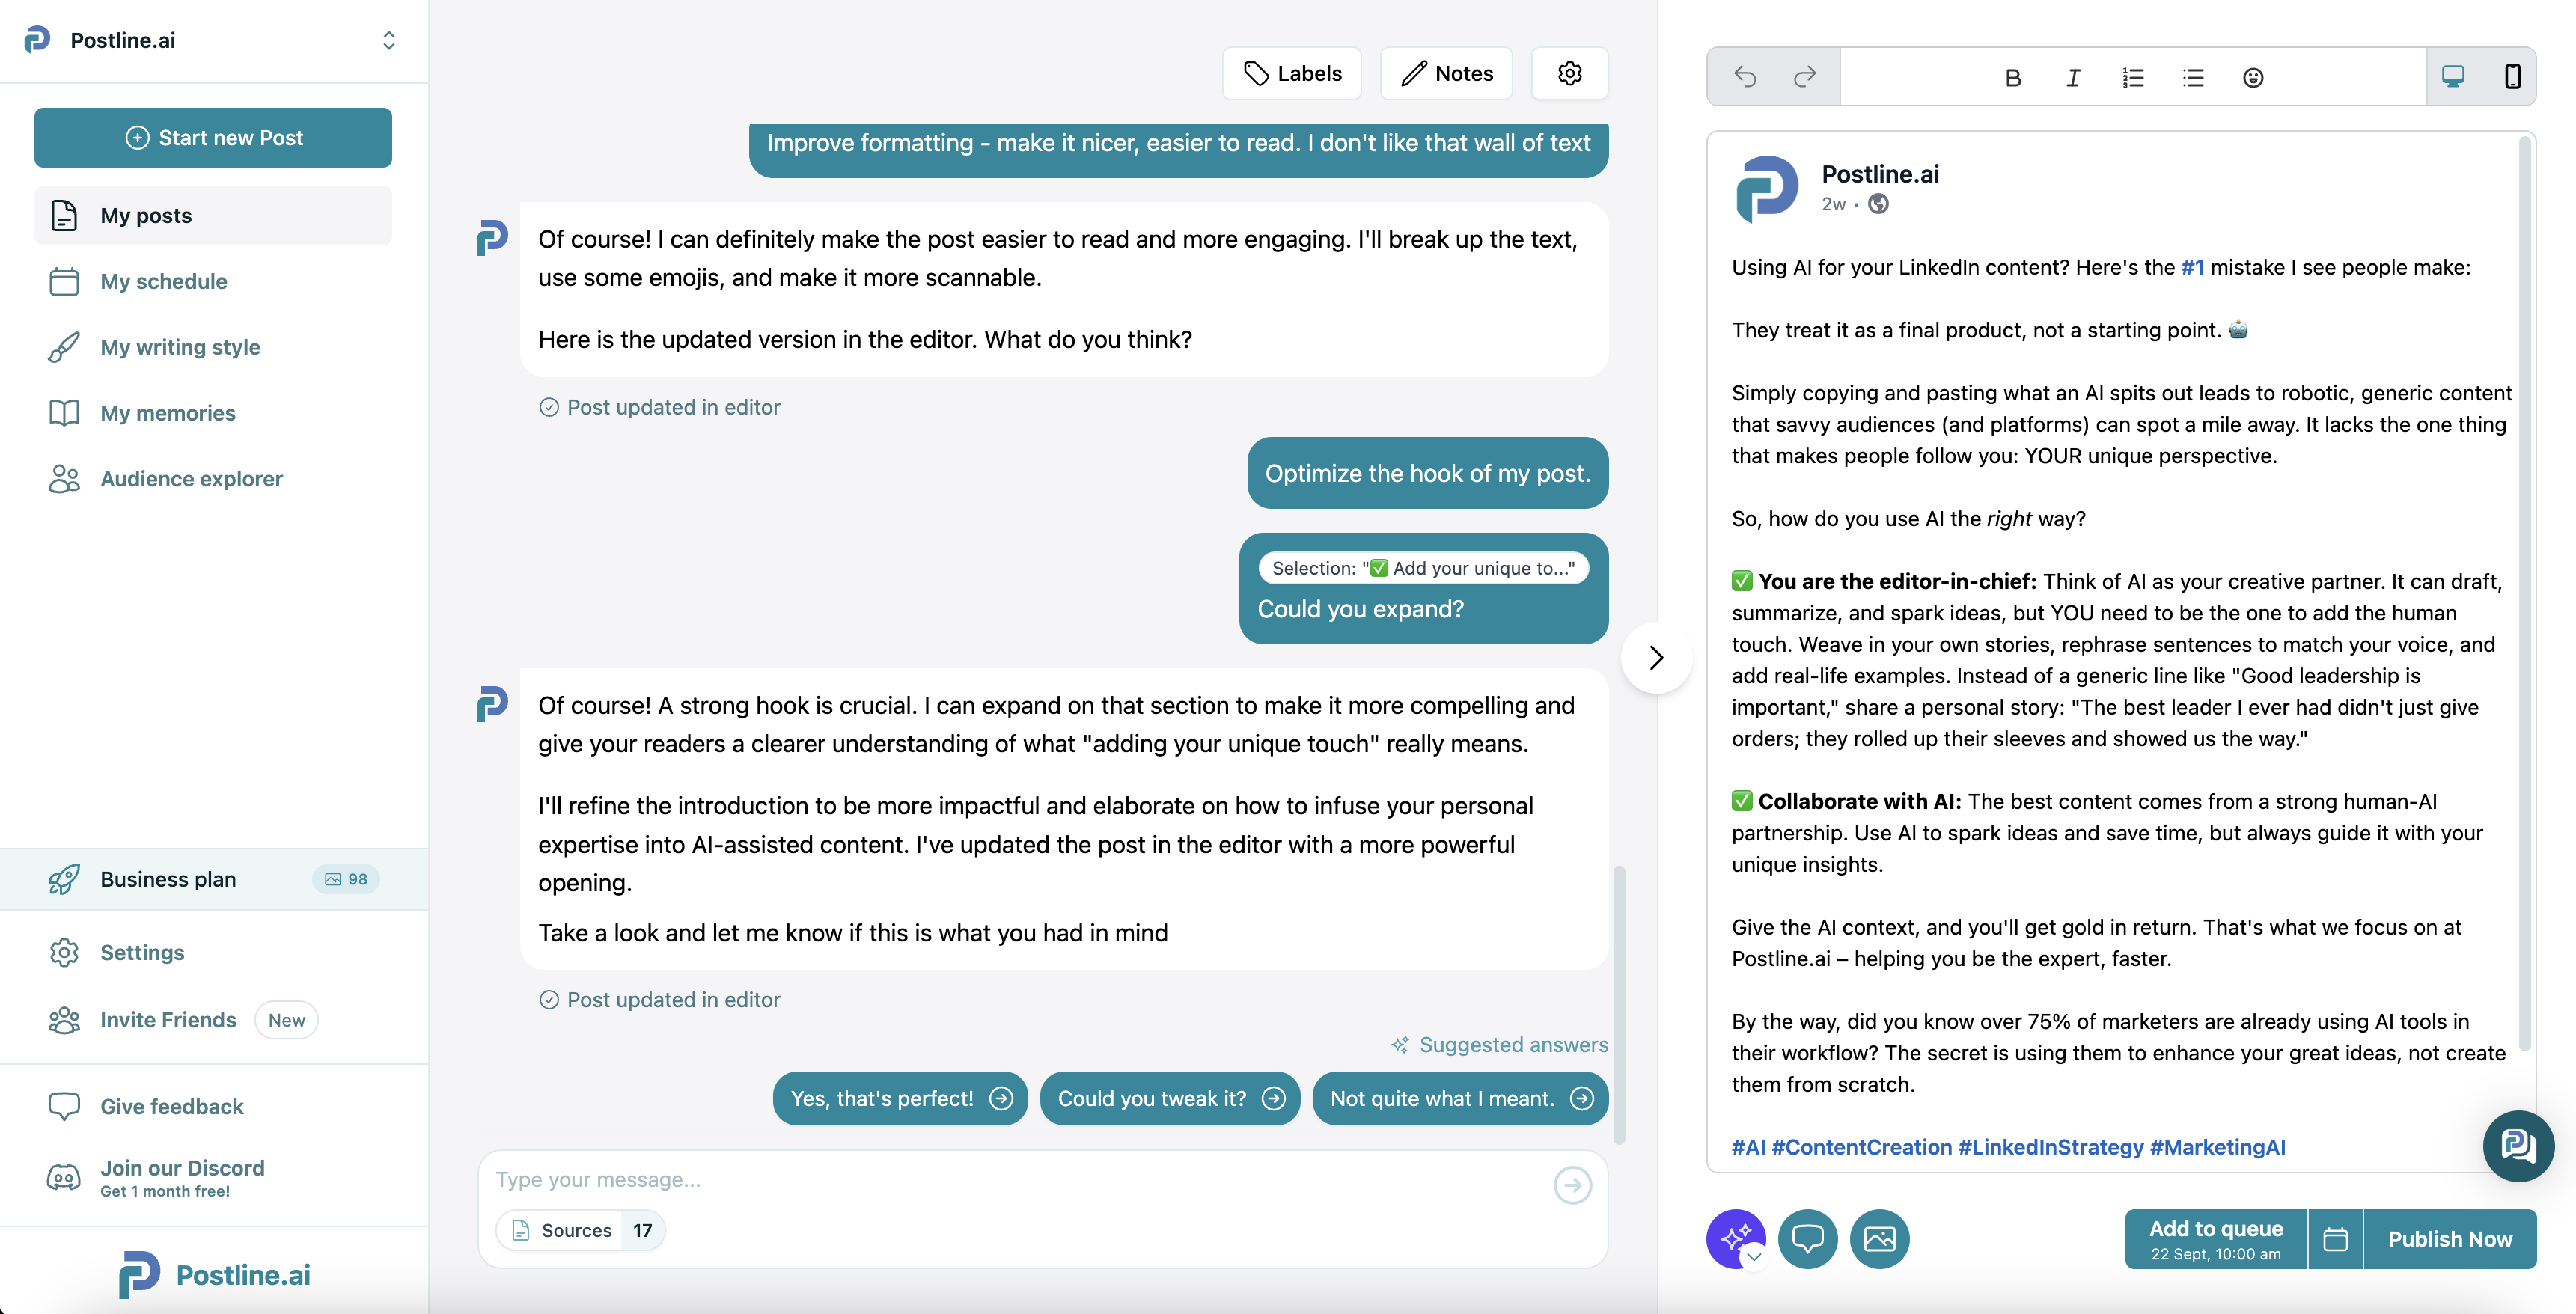 Postline.ai
Start new Post
My posts
My schedule
My writing style
My memories
Audience explorer
Business plan
98
Settings
Invite Friends
New
Give feedback
Join our Discord
Get 1 month free!
Postline.ai
Labels
Notes
Improve formatting - make it nicer, easier to read. I don't like that wall of text
Of course! I can definitely make the post easier to read and more engaging. I'll break up the text,
use some emojis, and make it more scannable.
Here is the updated version in the editor. What do you think?
Post updated in editor
Optimize the hook of my post.
Selection: "✅ Add your unique to..."
Could you expand?
Of course! A strong hook is crucial. I can expand on that section to make it more compelling and
give your readers a clearer understanding of what "adding your unique touch" really means.
I'll refine the introduction to be more impactful and elaborate on how to infuse your personal
expertise into AI-assisted content. I've updated the post in the editor with a more powerful
opening.
Take a look and let me know if this is what you had in mind
Post updated in editor
Suggested answers
Yes, that's perfect!
Could you tweak it?
Not quite what I meant.
Type your message...
Sources 17
Postline.ai
2w •
Using AI for your LinkedIn content? Here's the #1 mistake I see people make:
They treat it as a final product, not a starting point. 🤖
Simply copying and pasting what an AI spits out leads to robotic, generic content
that savvy audiences (and platforms) can spot a mile away. It lacks the one thing
that makes people follow you: YOUR unique perspective.
So, how do you use AI the right way?
✅ You are the editor-in-chief: Think of AI as your creative partner. It can draft,
summarize, and spark ideas, but YOU need to be the one to add the human
touch. Weave in your own stories, rephrase sentences to match your voice, and
add real-life examples. Instead of a generic line like "Good leadership is
important," share a personal story: "The best leader I ever had didn't just give
orders; they rolled up their sleeves and showed us the way."
✅ Collaborate with AI: The best content comes from a strong human-AI
partnership. Use AI to spark ideas and save time, but always guide it with your
unique insights.
Give the AI context, and you'll get gold in return. That's what we focus on at
Postline.ai – helping you be the expert, faster.
By the way, did you know over 75% of marketers are already using AI tools in
their workflow? The secret is using them to enhance your great ideas, not create
them from scratch.
#AI #ContentCreation #LinkedInStrategy #MarketingAI
Add to queue
22 Sept, 10:00 am
Publish Now